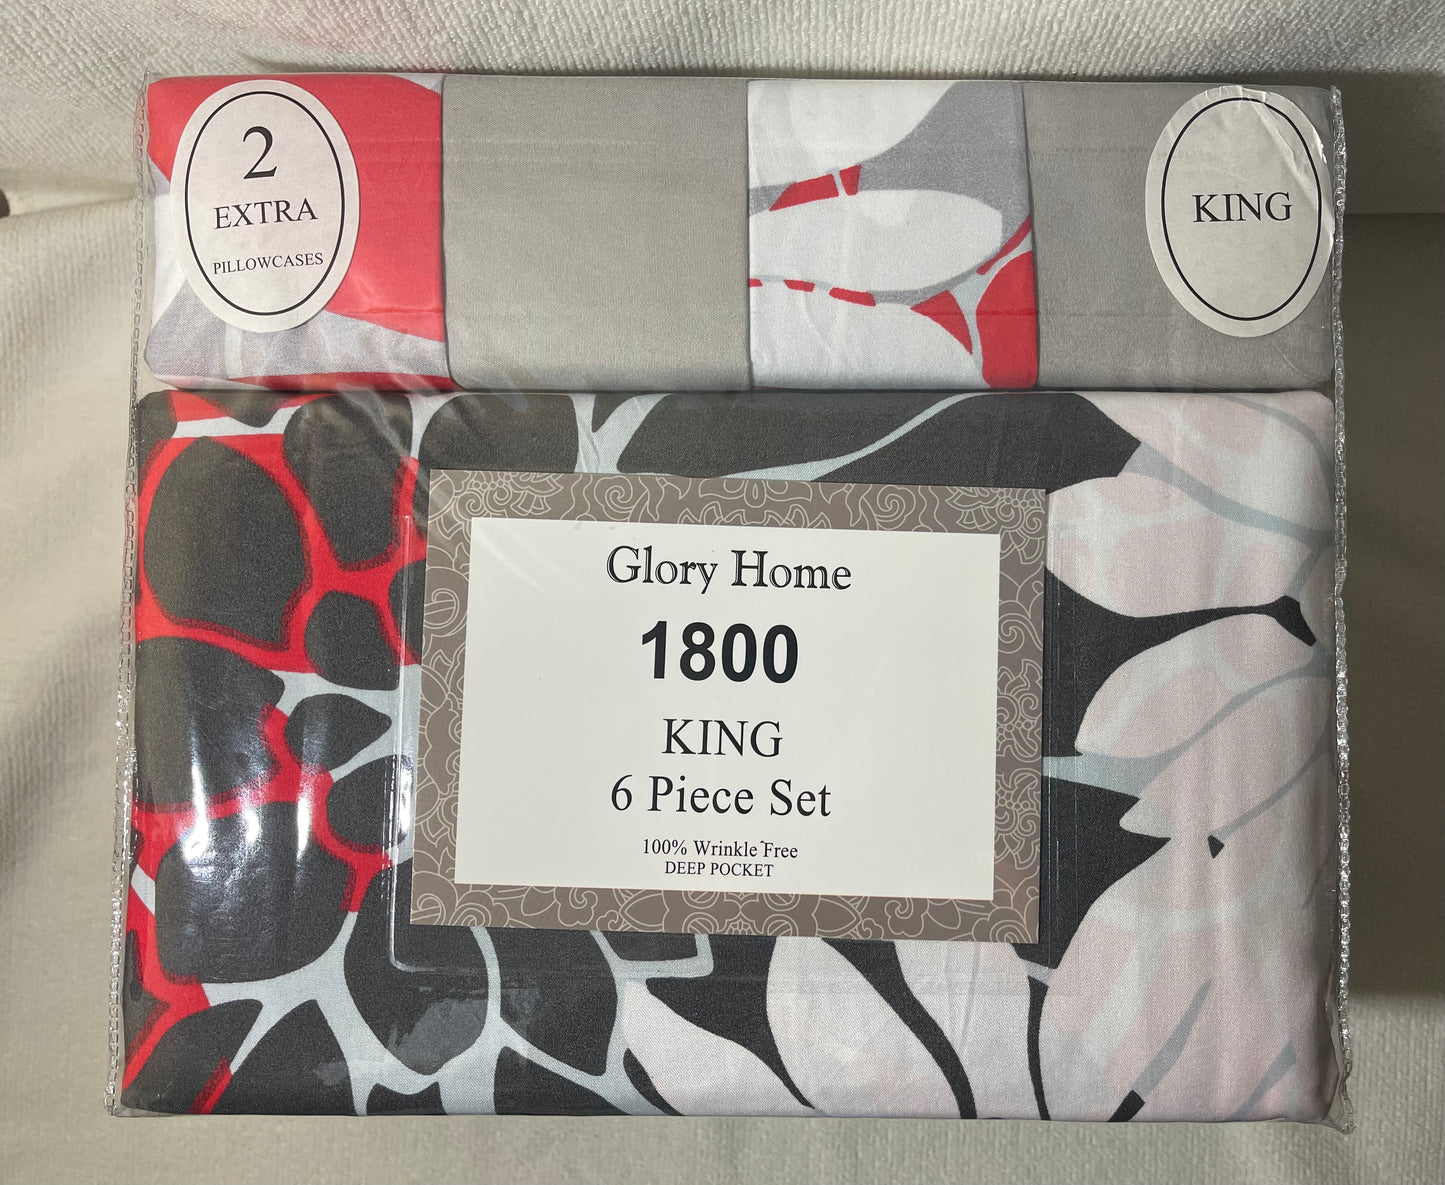 2
EXTRA
PILLOWCASES
KING
Glory Home
1800
KING
6 Piece Set
100% Wrinkle Free
DEEP POCKET